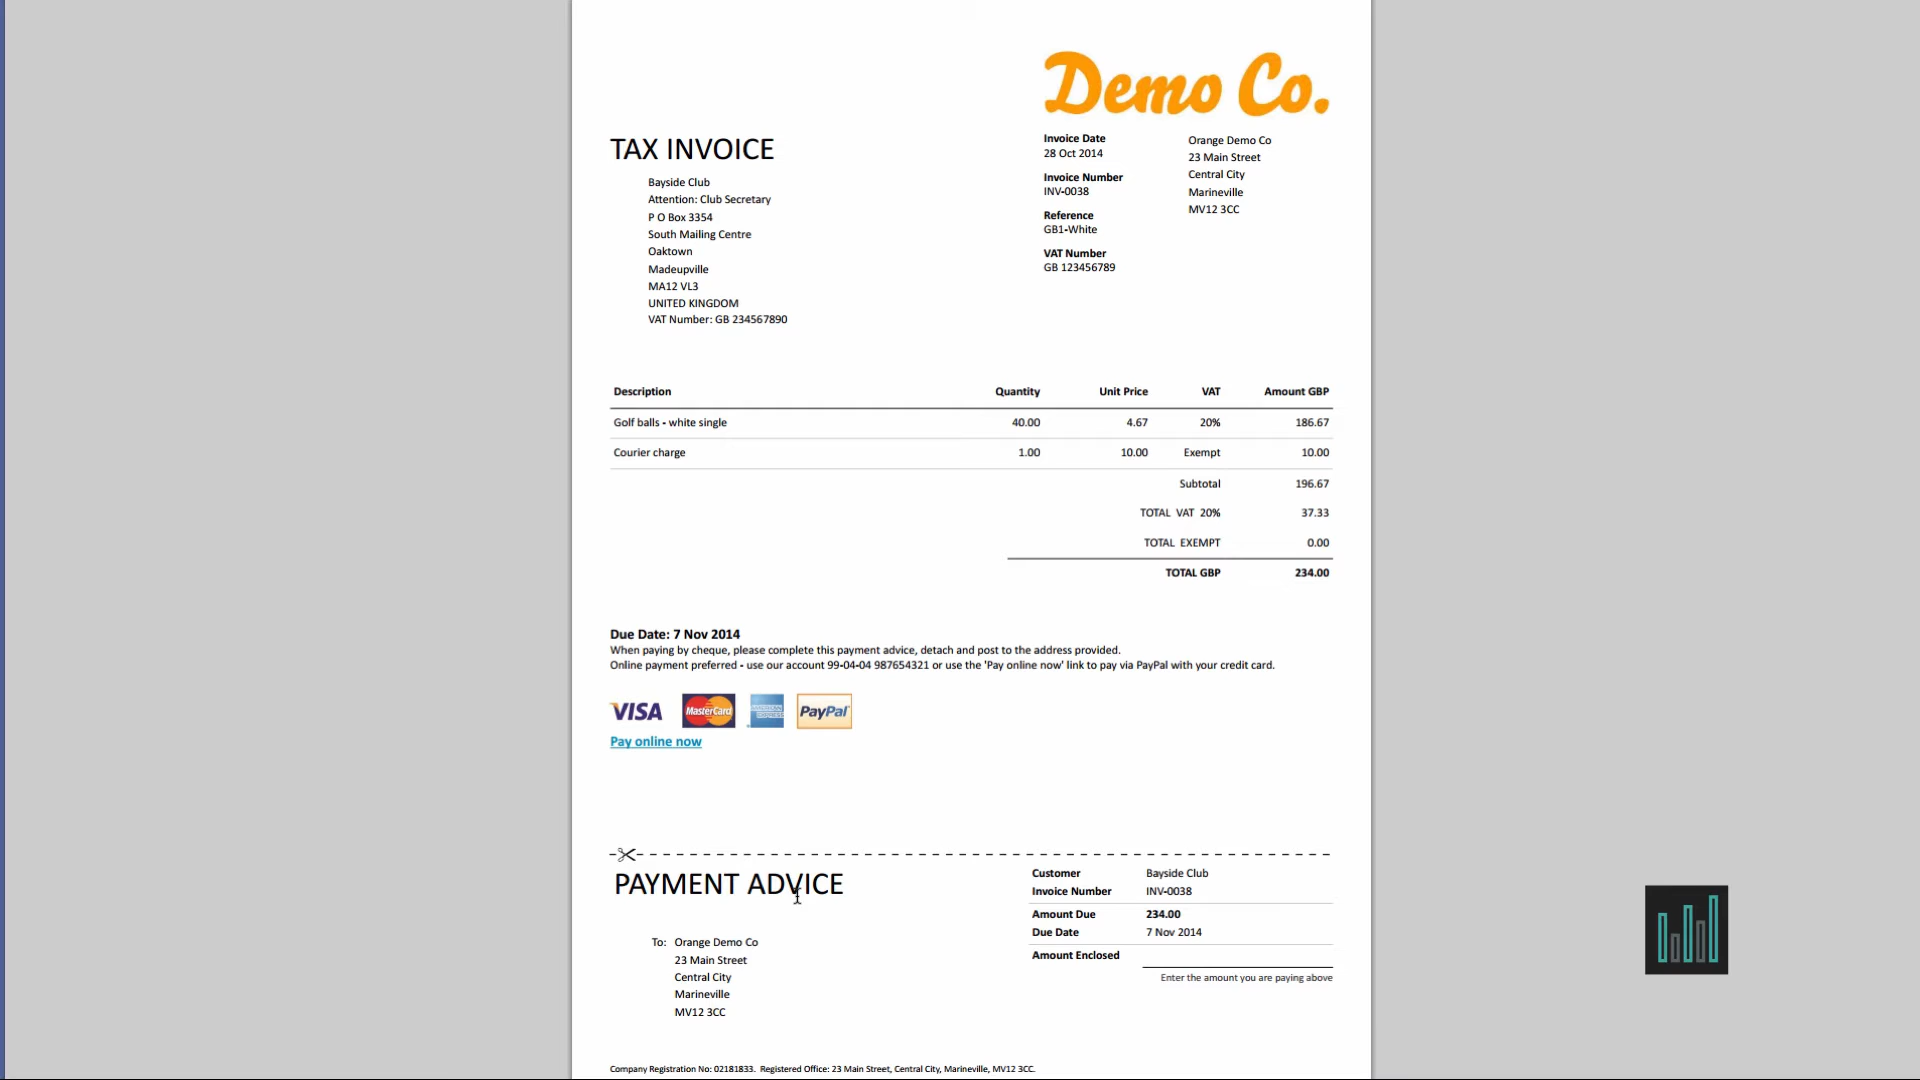 Demo Co.
TAX INVOICE
Bayside Club
Attention: Club Secretary
P O Box 3354
South Mailing Centre
Oaktown
Madeupville
MA12 VL3
UNITED KINGDOM
VAT Number: GB 234567890
Invoice Date
28 Oct 2014
Invoice Number
INV-0038
Reference
GB1-White
VAT Number
GB 123456789
Orange Demo Co
23 Main Street
Central City
Marineville
MV12 3CC
Description Quantity Unit Price VAT Amount GBP
Golf balls - white single 40.00 4.67 20% 186.67
Courier charge 1.00 10.00 Exempt 10.00
Subtotal 196.67
TOTAL VAT 20% 37.33
TOTAL EXEMPT 0.00
TOTAL GBP 234.00
Due Date: 7 Nov 2014
When paying by cheque, please complete this payment advice, detach and post to the address provided.
Online payment preferred - use our account 99-04-04 987654321 or use the 'Pay online now' link to pay via PayPal with your credit card.
VISA MasterCard AMERICAN EXPRESS PayPal
Pay online now
PAYMENT ADVICE
To: Orange Demo Co
23 Main Street
Central City
Marineville
MV12 3CC
Customer Bayside Club
Invoice Number INV-0038
Amount Due 234.00
Due Date 7 Nov 2014
Amount Enclosed
Enter the amount you are paying above
Company Registration No: 02181833. Registered Office: 23 Main Street, Central City, Marineville, MV12 3CC.